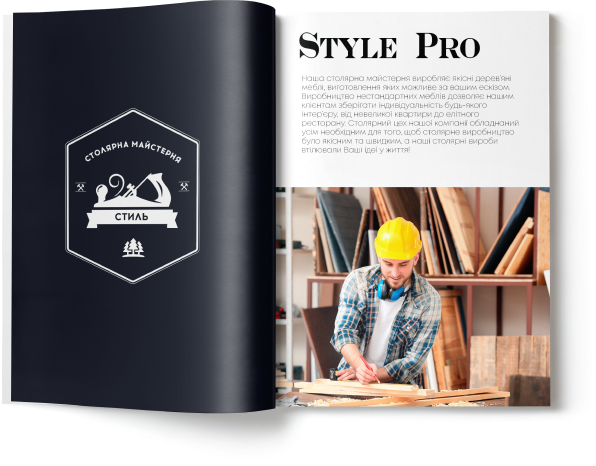 СТОЛЯРНА МАЙСТЕРНЯ
СТИЛЬ
STYLE PRO
Наша столярна майстерня виробляє якісні дерев'яні
меблі, виготовлення яких можливе за вашим ескізом.
Виробництво нестандартних меблів дозволяє нашим
клієнтам зберігати індивідуальність будь-якого
інтер'єру, від невеликої квартири до елітного
ресторану. Столярний цех нашої компанії обладнаний
усім необхідним для того, щоб столярне виробництво
було якісним та швидким, а наші столярні вироби
втілювали Ваші ідеї у життя!